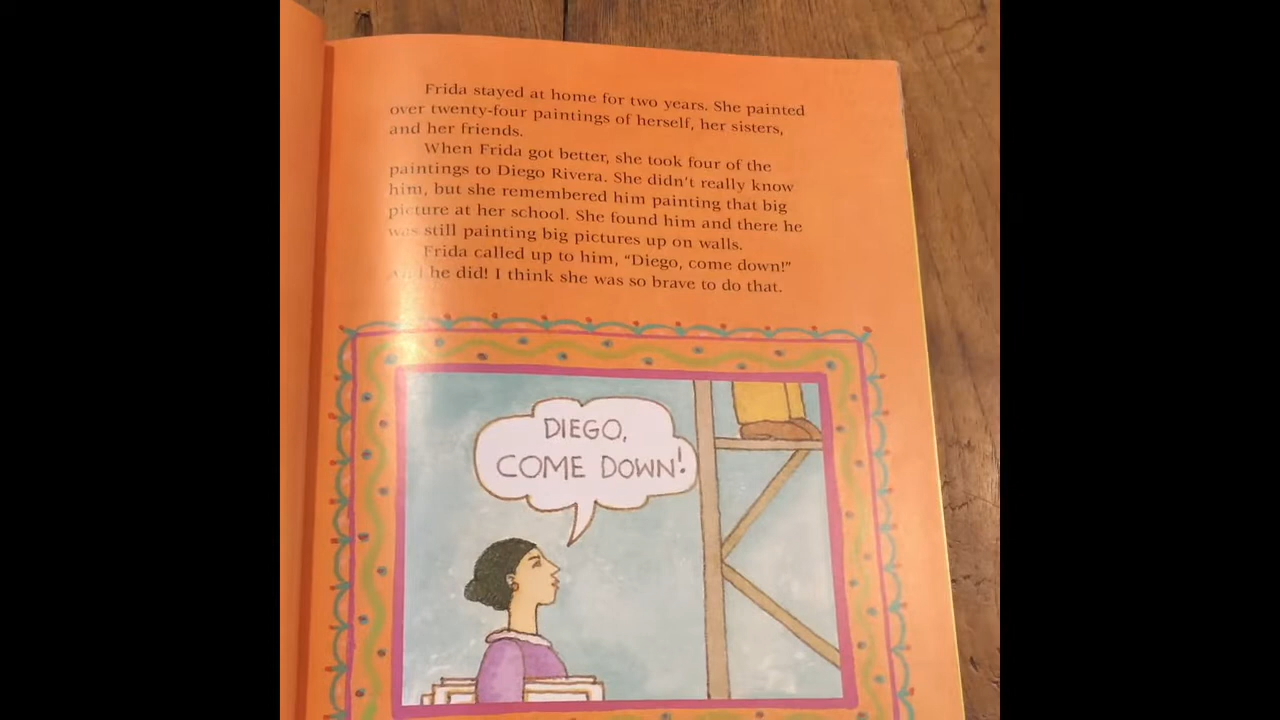 Frida stayed at home for two years. She painted
over twenty-four paintings of herself, her sisters,
and her friends.
When Frida got better, she took four of the
paintings to Diego Rivera. She didn't really know
him, but she remembered him painting that big
picture at her school. She found him and there he
was still painting big pictures up on walls.
Frida called up to him, “Diego, come down!”
And he did! I think she was so brave to do that.
DIEGO,
COME DOWN!